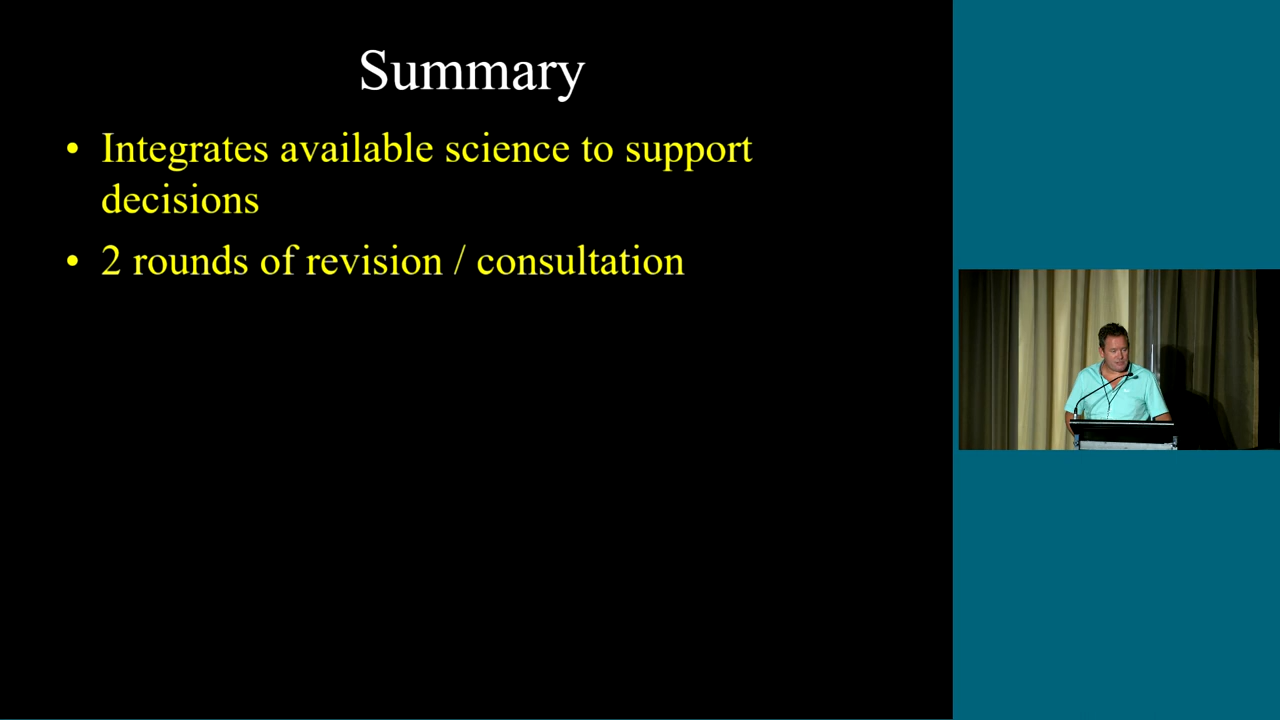 Summary
• Integrates available science to support
decisions
• 2 rounds of revision / consultation